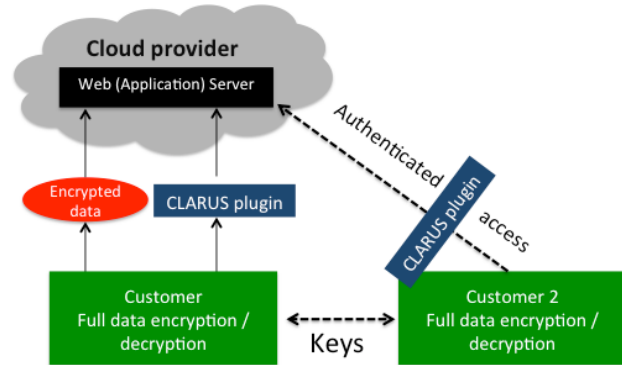 Cloud provider
Web (Application) Server
Authenticated
access
Encrypted
data
CLARUS plugin
CLARUS plugin
Customer
Full data encryption /
decryption
Keys
Customer 2
Full data encryption /
decryption